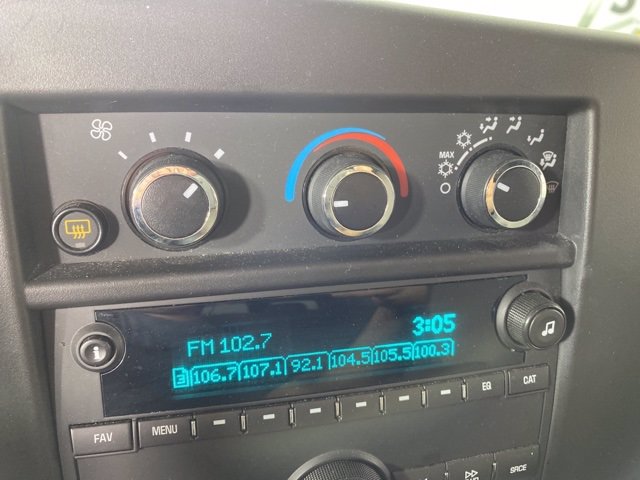 MAX
FM 102.7 3:05
3 106.7 107.1 92.1 104.5 105.5 100.3
i
EQ CAT
FAV MENU
SRCE